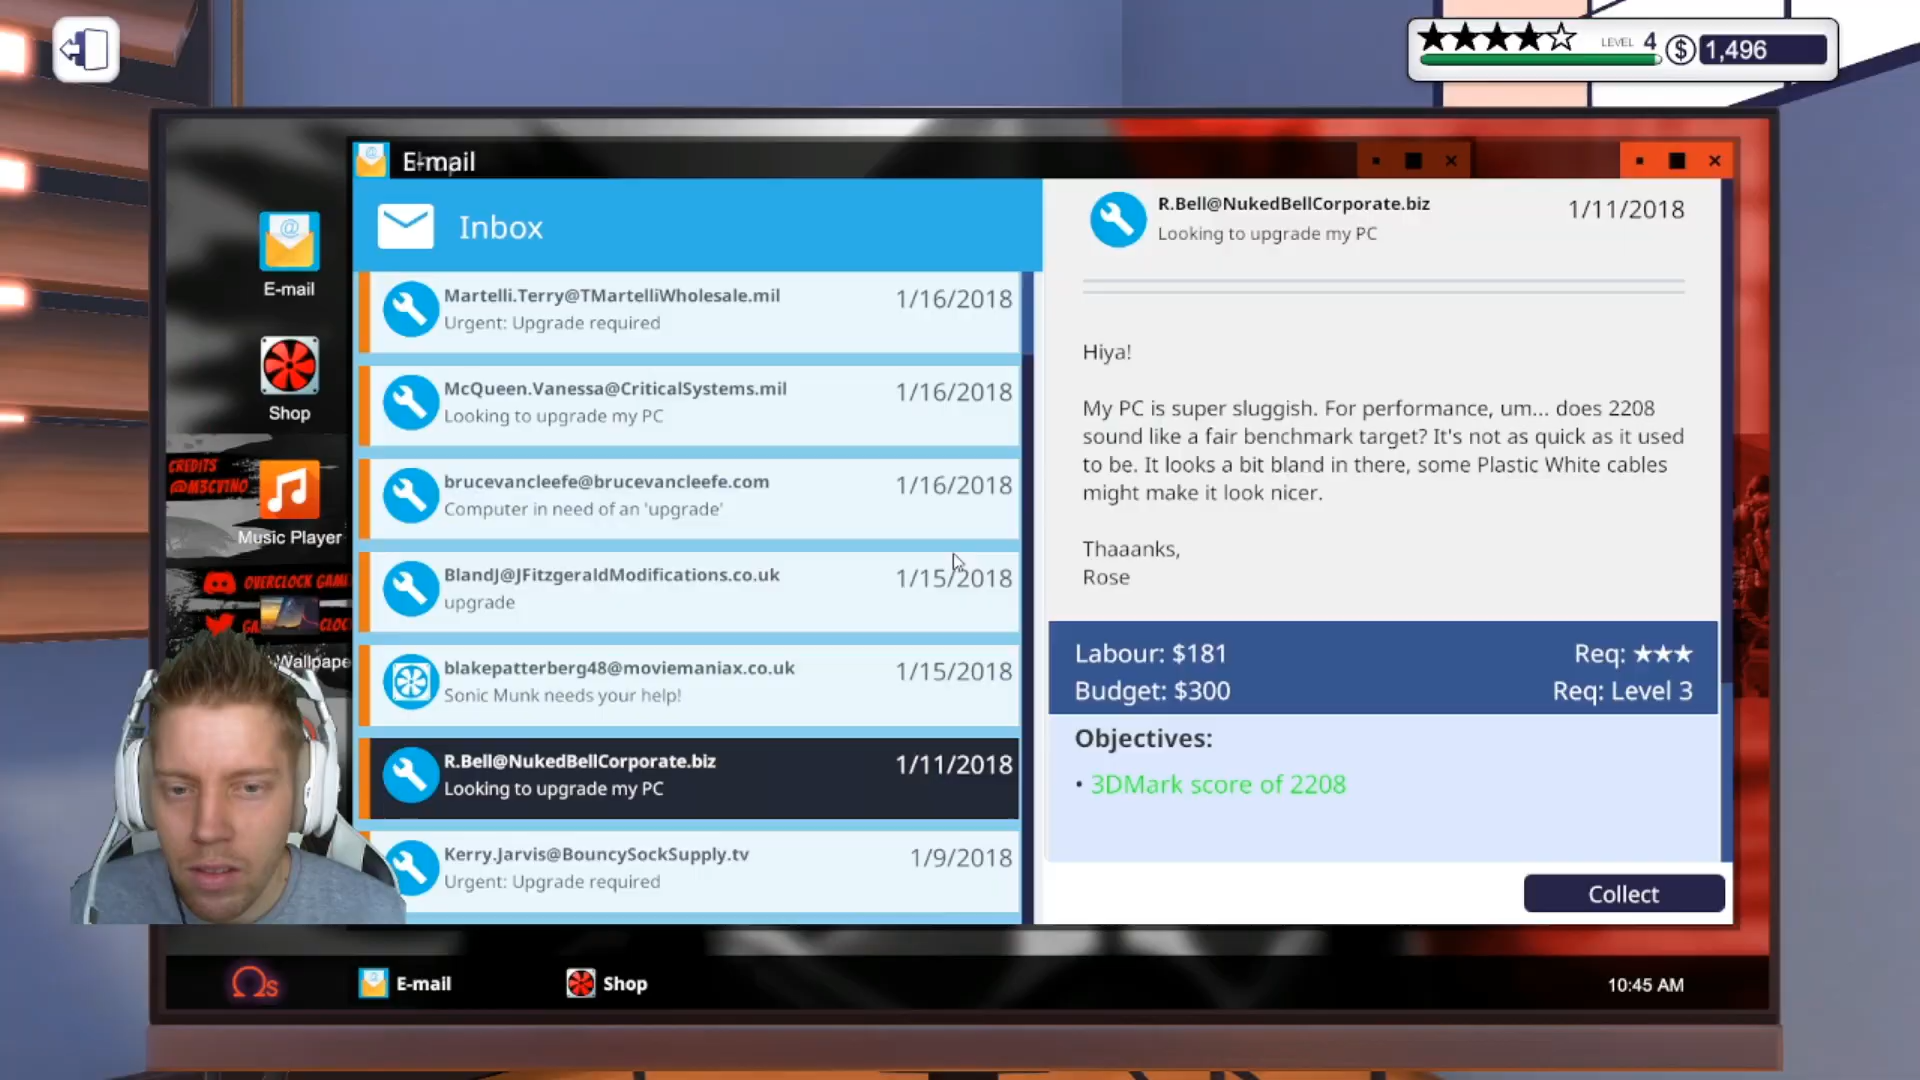 ★★★★☆ LEVEL 4 $ 1,496
E-mail
Inbox
Martelli.Terry@TMartelliWholesale.mil 1/16/2018
Urgent: Upgrade required
McQueen.Vanessa@CriticalSystems.mil 1/16/2018
Looking to upgrade my PC
brucevancleefe@brucevancleefe.com 1/16/2018
Computer in need of an 'upgrade'
BlandJ@JFitzgeraldModifications.co.uk 1/15/2018
upgrade
blakepatterberg48@moviemaniax.co.uk 1/15/2018
Sonic Munk needs your help!
R.Bell@NukedBellCorporate.biz 1/11/2018
Looking to upgrade my PC
Kerry.Jarvis@BouncySockSupply.tv 1/9/2018
Urgent: Upgrade required
R.Bell@NukedBellCorporate.biz 1/11/2018
Looking to upgrade my PC
Hiya!
My PC is super sluggish. For performance, um... does 2208
sound like a fair benchmark target? It's not as quick as it used
to be. It looks a bit bland in there, some Plastic White cables
might make it look nicer.
Thaaanks,
Rose
Labour: $181 Req: ★★★
Budget: $300 Req: Level 3
Objectives:
• 3DMark score of 2208
Collect
E-mail
Shop
CREDITS
@M3CV1NO
Music Player
OVERCLOCK GAMI
Wallpape
Ωs E-mail Shop 10:45 AM